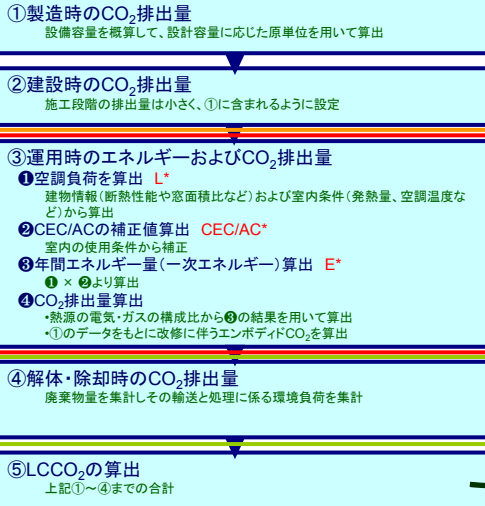 ①製造時のCO₂排出量
設備容量を概算して、設計容量に応じた原単位を用いて算出
②建設時のCO₂排出量
施工段階の排出量は小さく、①に含まれるように設定
③運用時のエネルギーおよびCO₂排出量
❶空調負荷を算出 L*
建物情報(断熱性能や窓面積比など)および室内条件(発熱量、空調温度な
ど)から算出
❷CEC/ACの補正値算出 CEC/AC*
室内の使用条件から補正
❸年間エネルギー量(一次エネルギー)算出 E*
❶ × ❷より算出
❹CO₂排出量算出
・熱源の電気・ガスの構成比から❸の結果を用いて算出
・①のデータをもとに改修に伴うエンボディドCO₂を算出
④解体・除却時のCO₂排出量
廃棄物量を集計しその輸送と処理に係る環境負荷を集計
⑤LCCO₂の算出
上記①～④までの合計